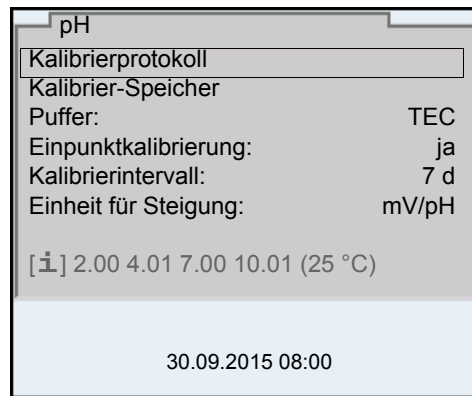 pH
Kalibrierprotokoll
Kalibrier-Speicher
Puffer: TEC
Einpunktkalibrierung: ja
Kalibrierintervall: 7 d
Einheit für Steigung: mV/pH
[i] 2.00 4.01 7.00 10.01 (25 °C)
30.09.2015 08:00